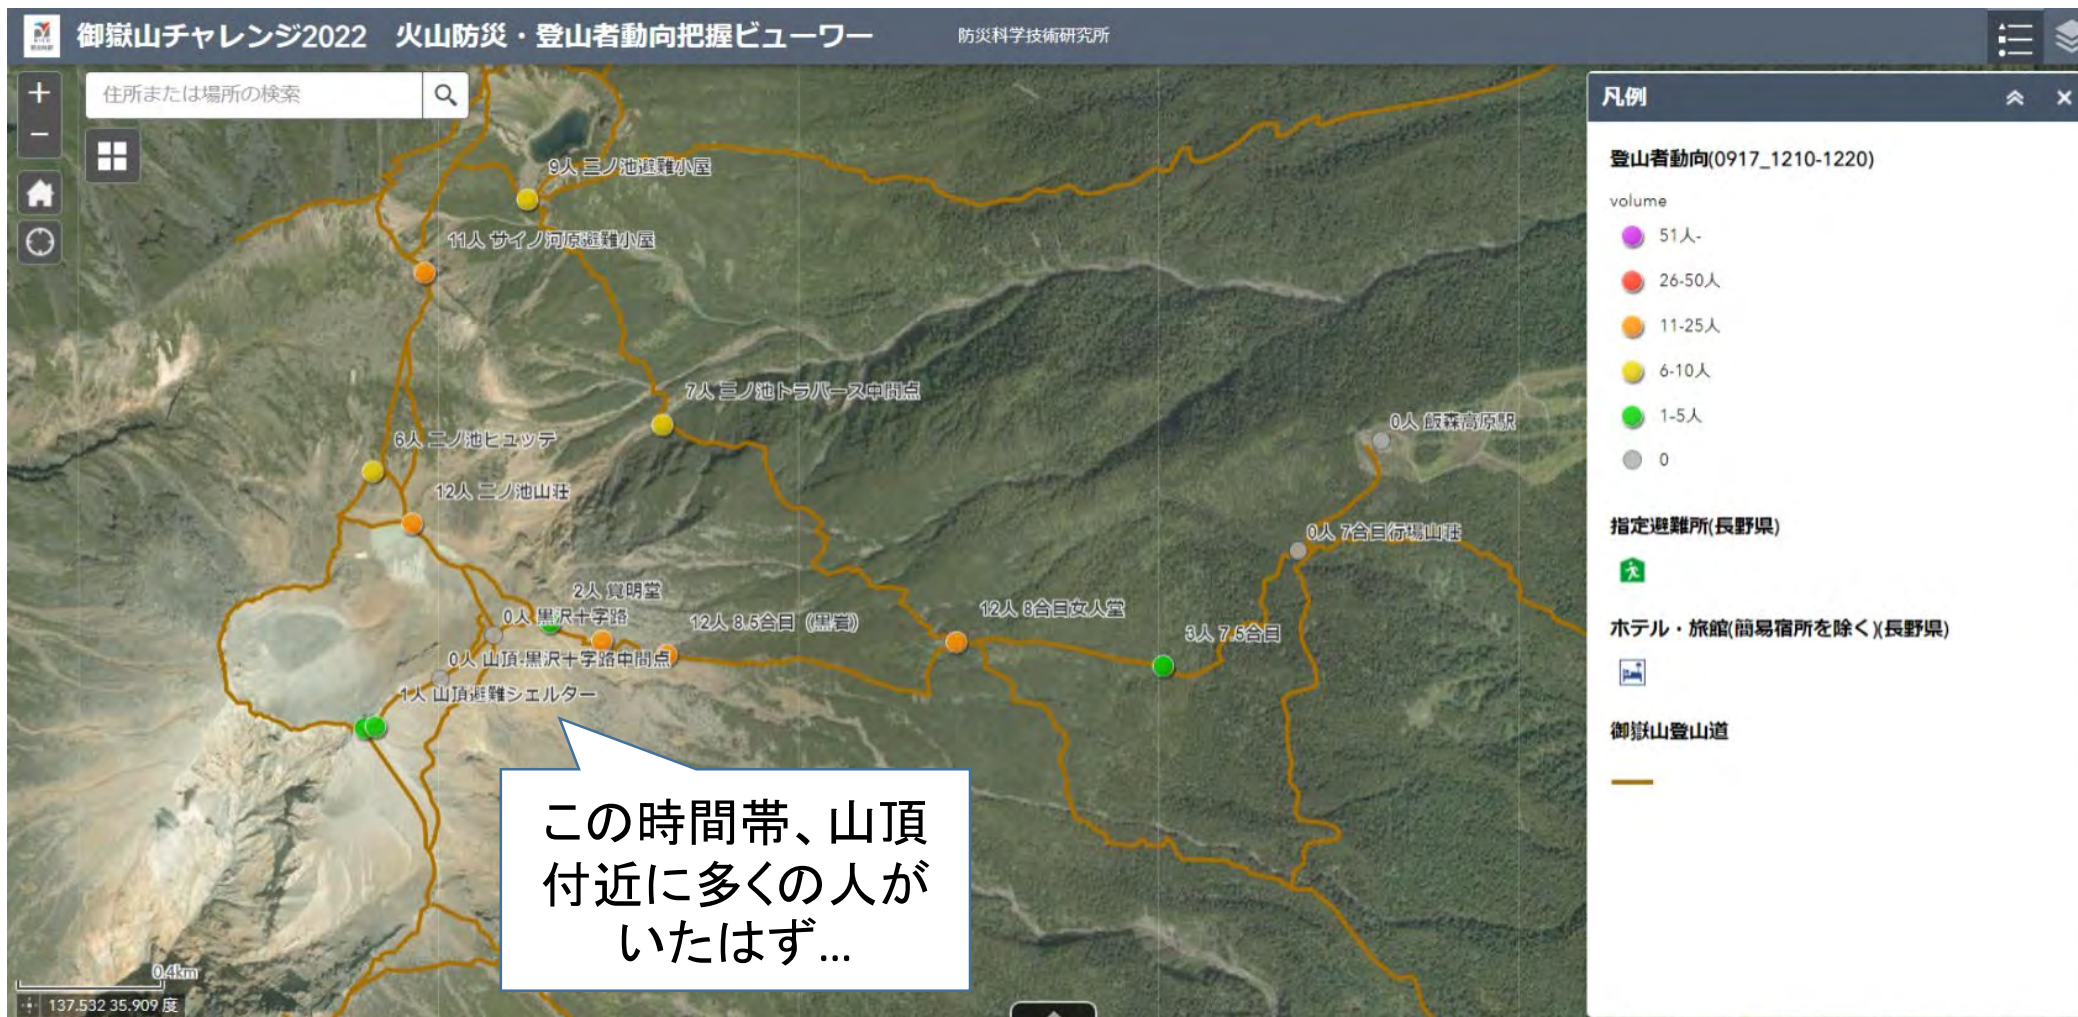 御嶽山チャレンジ2022 火山防災・登山者動向把握ビューワー
防災科学技術研究所
住所または場所の検索
9人 三ノ池避難小屋
11人 サイノ河原避難小屋
7人 三ノ池トラバース中間点
0人 飯森高原駅
6人 二ノ池ヒュッテ
12人 二ノ池山荘
0人 7合目行場山荘
2人 覚明堂
0人 黒沢十字路
12人 8.5合目 (黒岩)
12人 8合目女人堂
3人 7.5合目
0人 山頂-黒沢十字路中間点
1人 山頂避難シェルター
この時間帯、山頂
付近に多くの人が
いたはず…
0.4km
137.532 35.909 度
凡例
登山者動向(0917_1210-1220)
volume
51人-
26-50人
11-25人
6-10人
1-5人
0
指定避難所(長野県)
ホテル・旅館(簡易宿所を除く)(長野県)
御嶽山登山道